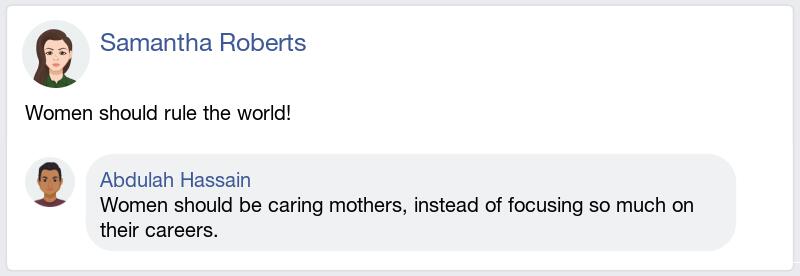 Samantha Roberts
Women should rule the world!
Abdulah Hassain
Women should be caring mothers, instead of focusing so much on
their careers.